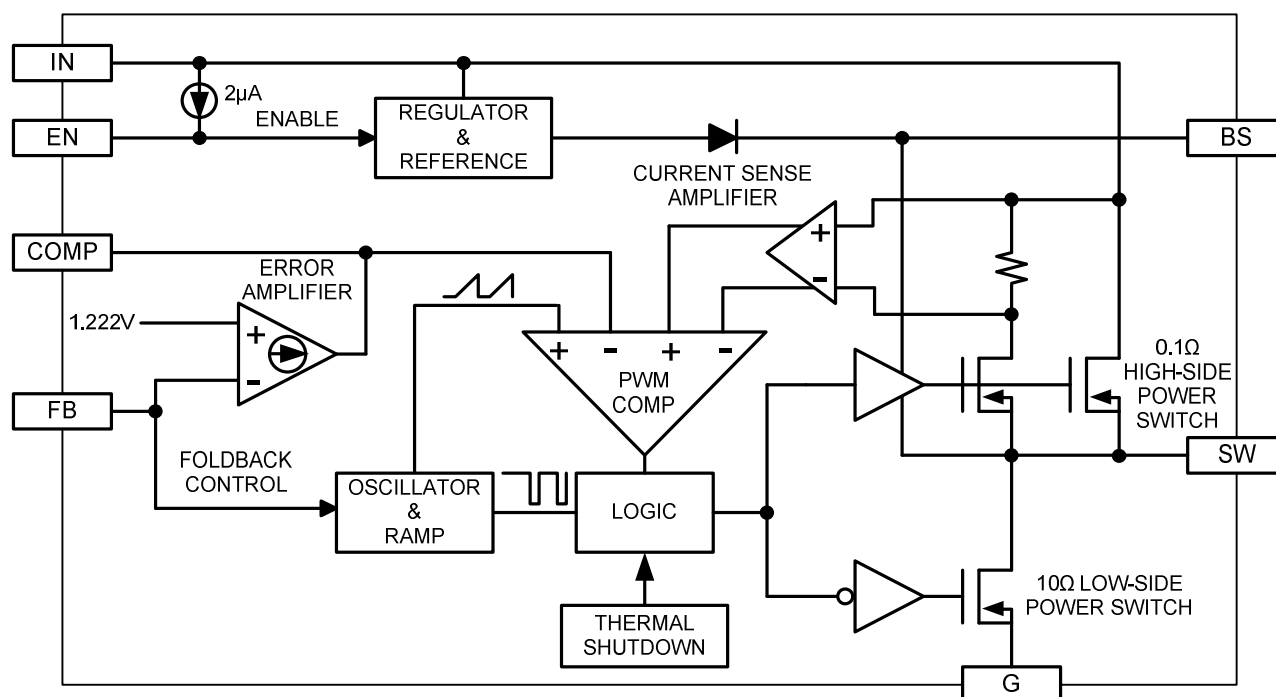 IN
2µA
EN
ENABLE
REGULATOR
&
REFERENCE
BS
CURRENT SENSE
AMPLIFIER
COMP
ERROR
AMPLIFIER
1.222V
+
-
+
-
+
-
+
-
PWM
COMP
0.1Ω
HIGH-SIDE
POWER
SWITCH
FB
SW
FOLDBACK
CONTROL
OSCILLATOR
&
RAMP
LOGIC
10Ω LOW-SIDE
POWER SWITCH
THERMAL
SHUTDOWN
G